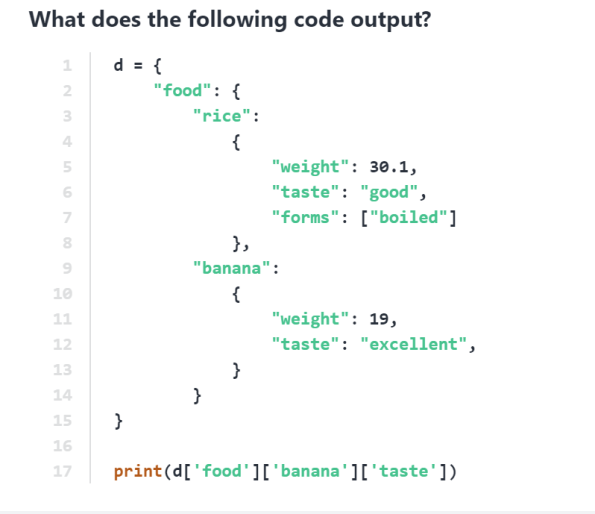 What does the following code output?
1 d = {
2 "food": {
3 "rice":
4 {
5 "weight": 30.1,
6 "taste": "good",
7 "forms": ["boiled"]
8 },
9 "banana":
10 {
11 "weight": 19,
12 "taste": "excellent",
13 }
14 }
15 }
16
17 print(d['food']['banana']['taste'])